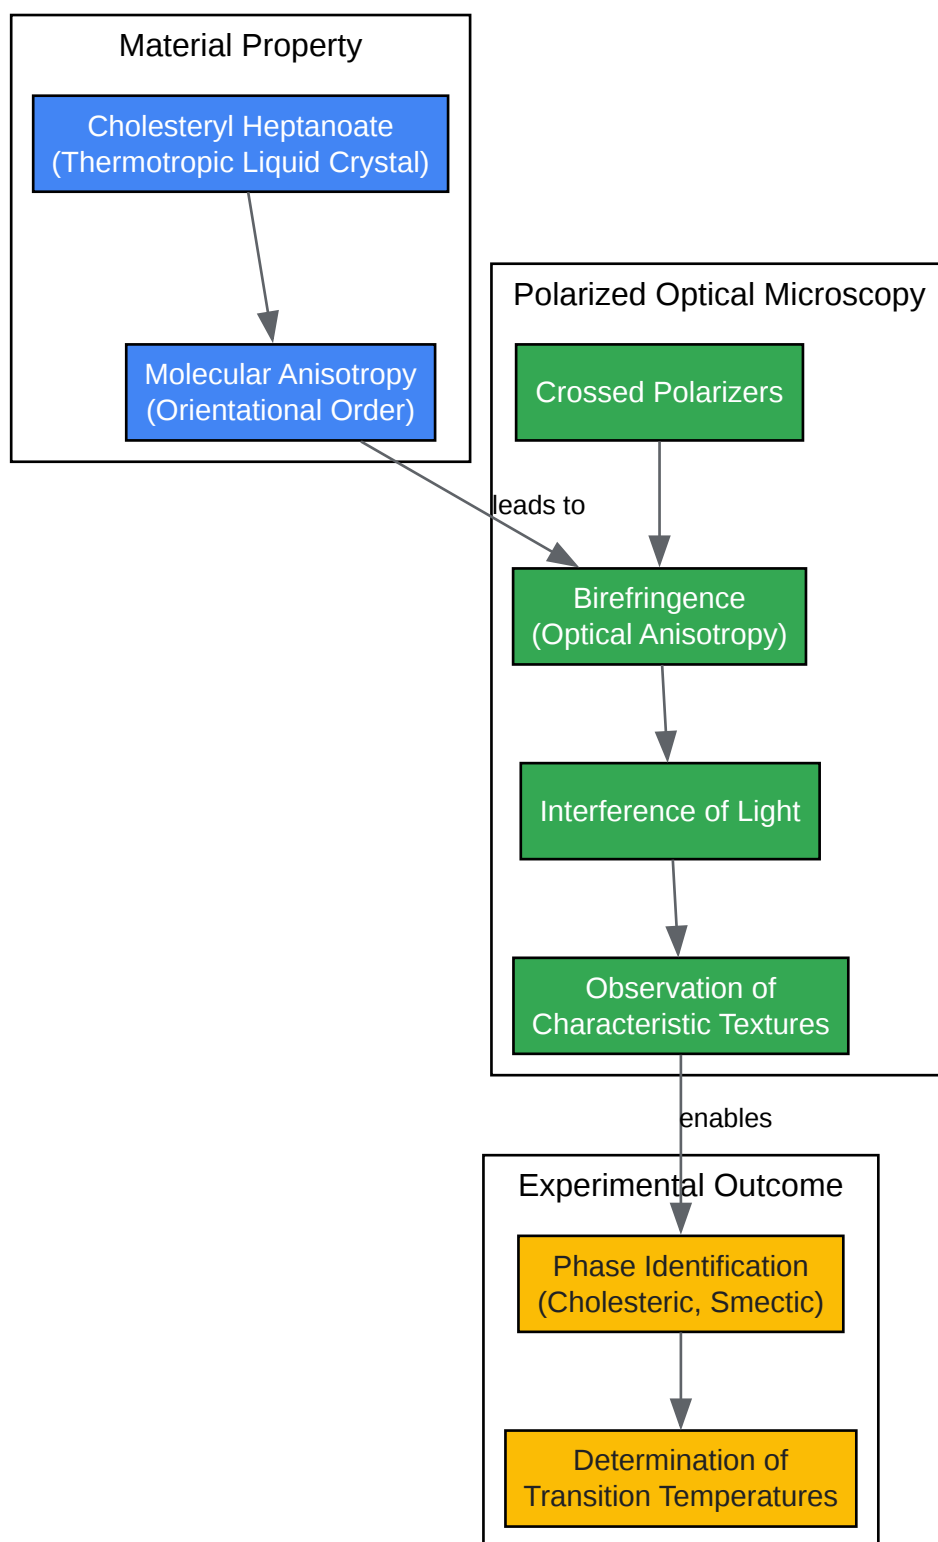 Material Property
Cholesteryl Heptanoate
(Thermotropic Liquid Crystal)
Molecular Anisotropy
(Orientational Order)
leads to
Polarized Optical Microscopy
Crossed Polarizers
Birefringence
(Optical Anisotropy)
Interference of Light
Observation of
Characteristic Textures
enables
Experimental Outcome
Phase Identification
(Cholesteric, Smectic)
Determination of
Transition Temperatures